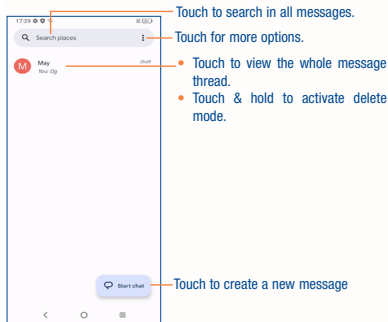 Touch to search in all messages.
17:29
Search places
Touch for more options.
May
Draft
You: Dg
M
• Touch to view the whole message
thread.
• Touch & hold to activate delete
mode.
Start chat
Touch to create a new message